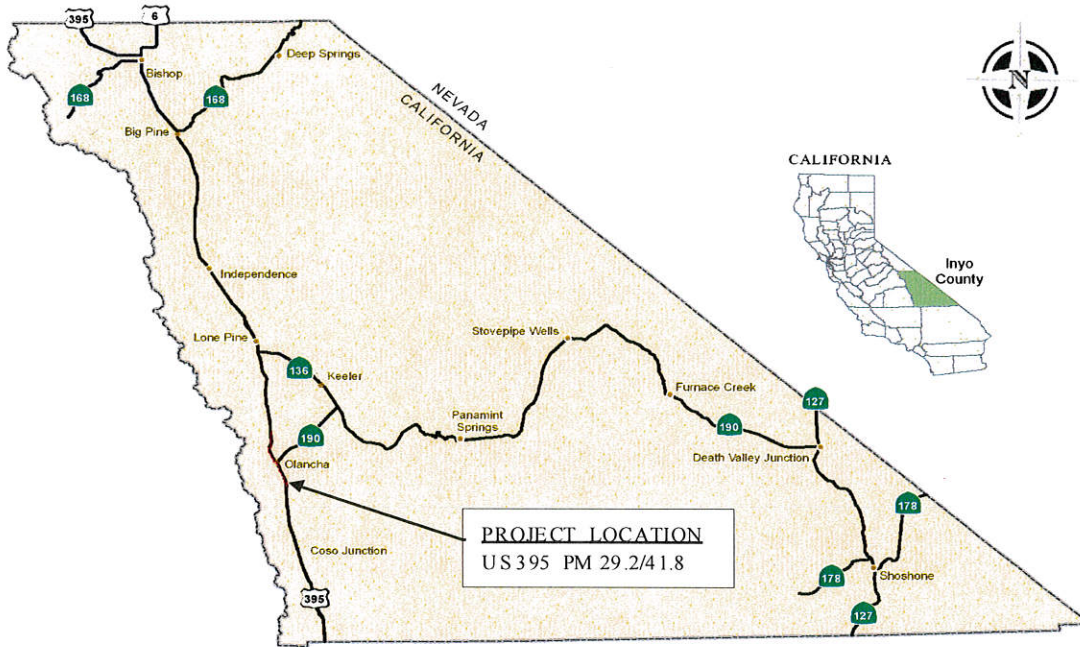 395
6
Deep Springs
Bishop
168
168
NEVADA
CALIFORNIA
Big Pine
N
CALIFORNIA
Inyo
County
Independence
Lone Pine
Stovepipe Wells
136
Keeler
Furnace Creek
127
Panamint
Springs
190
190
Death Valley Junction
Olancha
178
PROJECT LOCATION
US 395 PM 29.2/41.8
Coso Junction
178
Shoshone
395
127